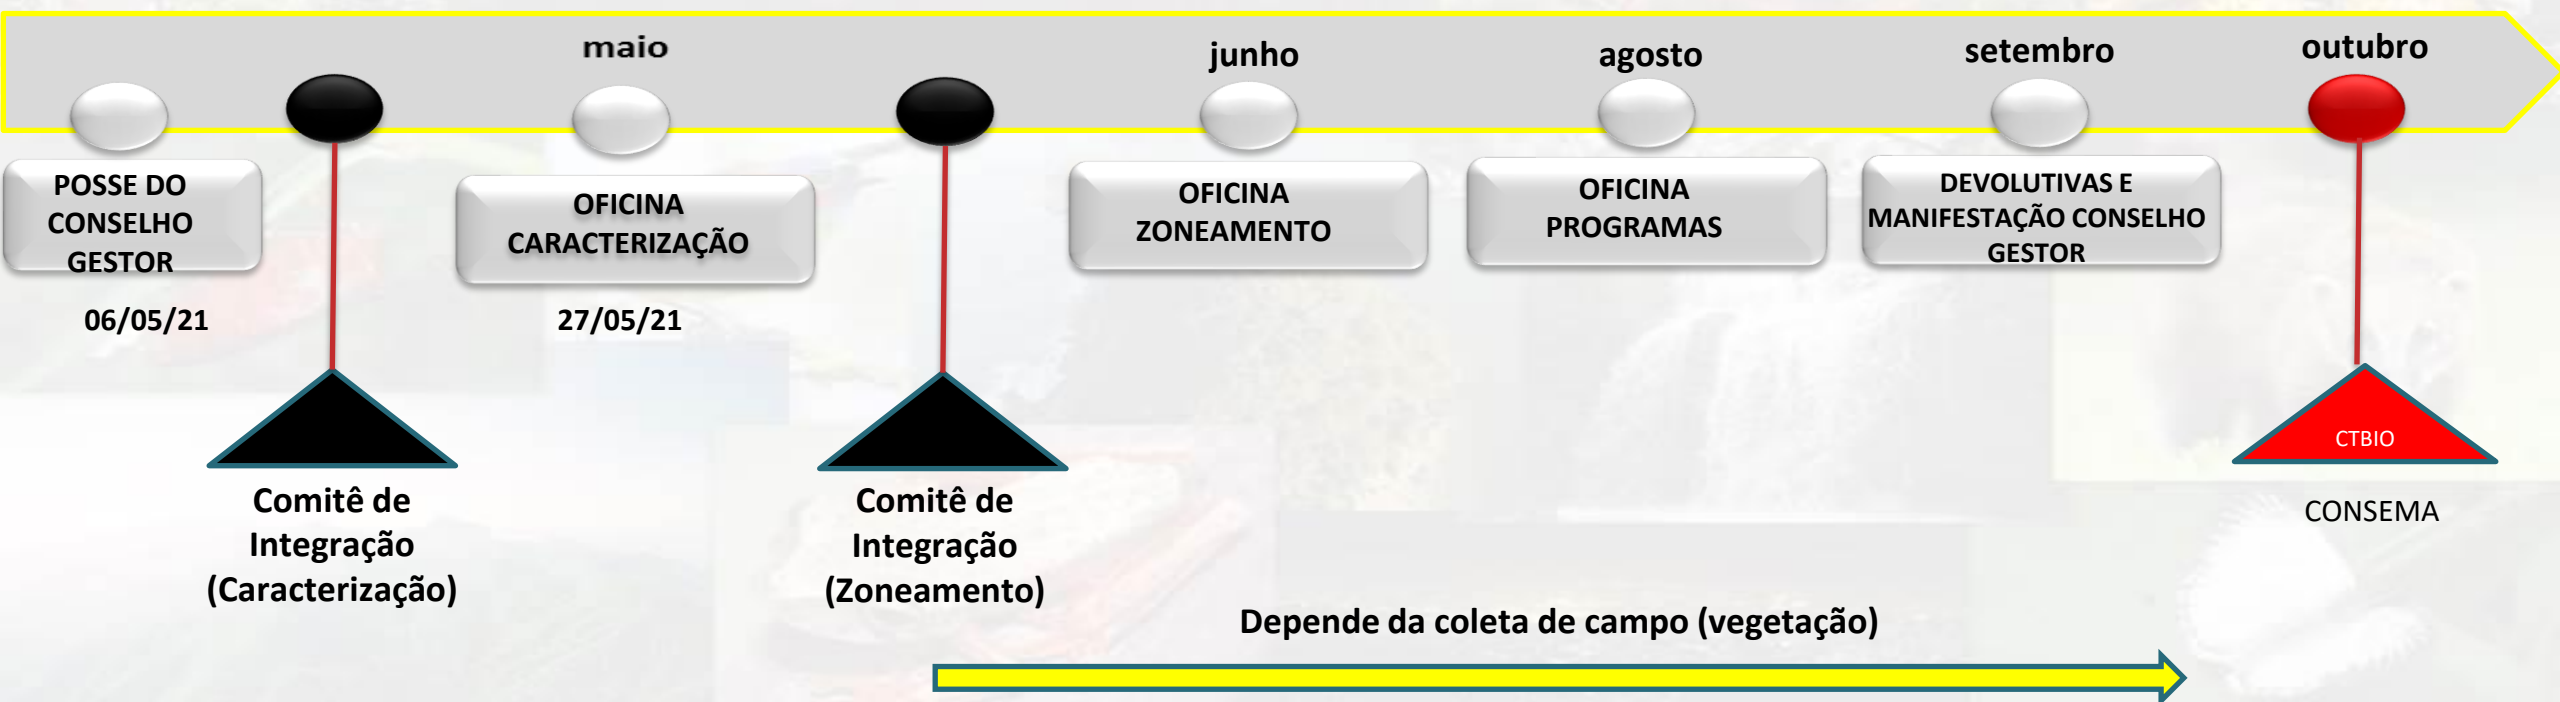 maio
junho
agosto
setembro
outubro
POSSE DO
CONSELHO
GESTOR
06/05/21
OFICINA
CARACTERIZAÇÃO
27/05/21
OFICINA
ZONEAMENTO
OFICINA
PROGRAMAS
DEVOLUTIVAS E
MANIFESTAÇÃO CONSELHO
GESTOR
Comitê de
Integração
(Caracterização)
Comitê de
Integração
(Zoneamento)
CTBIO
CONSEMA
Depende da coleta de campo (vegetação)